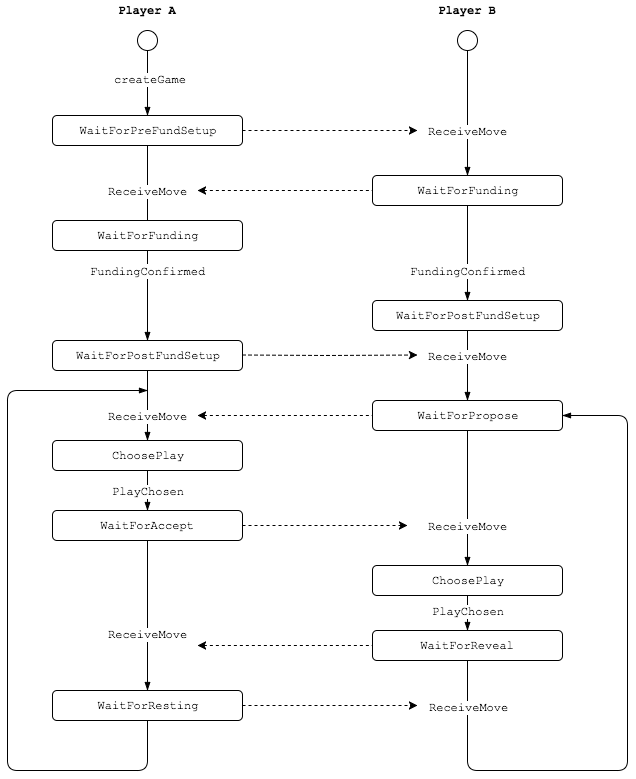 Player A
Player B
createGame
WaitForPreFundSetup
ReceiveMove
ReceiveMove
WaitForFunding
WaitForFunding
FundingConfirmed
FundingConfirmed
WaitForPostFundSetup
WaitForPostFundSetup
ReceiveMove
ReceiveMove
WaitForPropose
ChoosePlay
PlayChosen
WaitForAccept
ReceiveMove
ChoosePlay
PlayChosen
ReceiveMove
WaitForReveal
WaitForResting
ReceiveMove